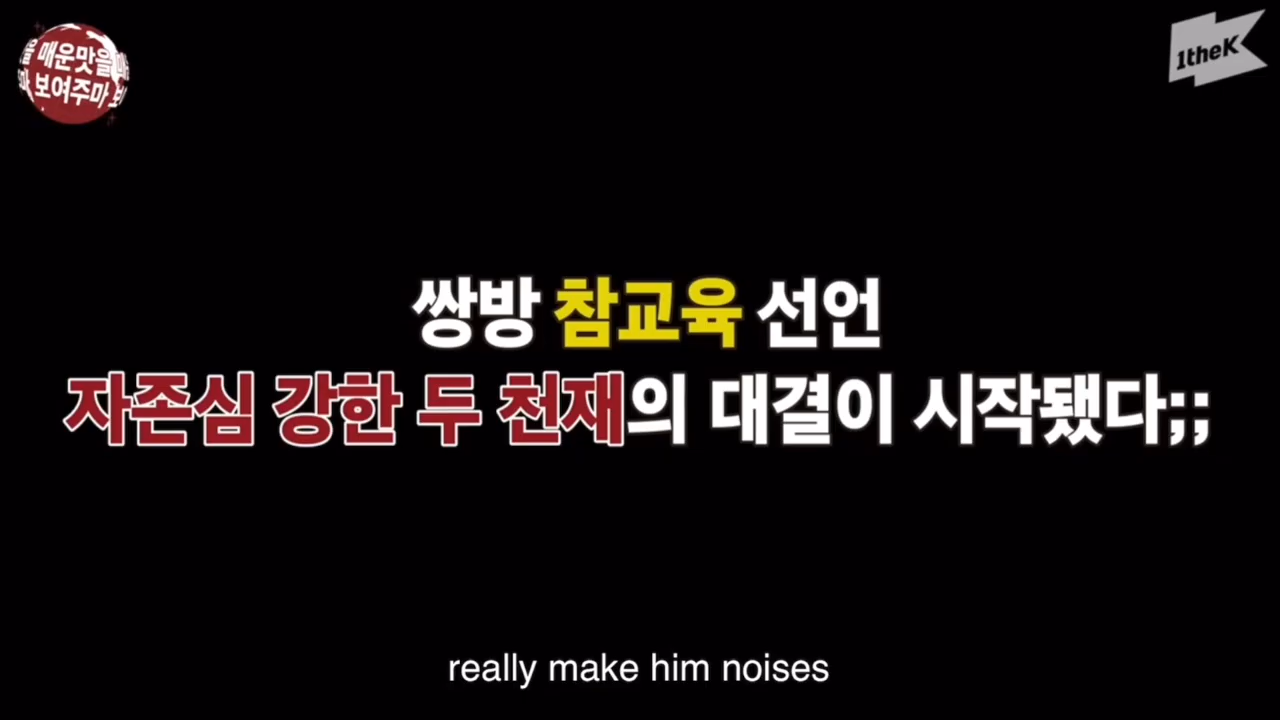 매운맛을
보여주마
1theK
쌍방 참교육 선언
자존심 강한 두 천재의 대결이 시작됐다;;
really make him noises